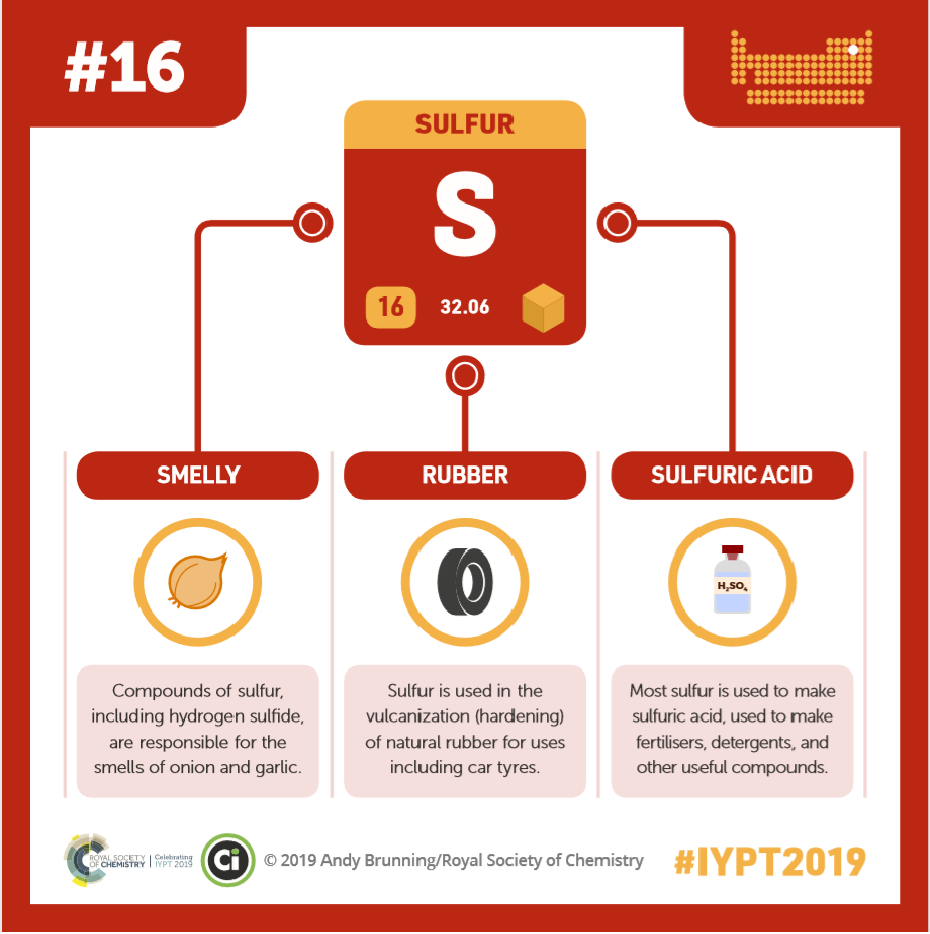 #16
SULFUR
S
16
32.06
SMELLY
Compounds of sulfur,
including hydrogen sulfide,
are responsible for the
smells of onion and garlic.
RUBBER
Sulfur is used in the
vulcanization (hardening)
of natural rubber for uses
including car tyres.
SULFURIC ACID
H₂SO₄
Most sulfur is used to make
sulfuric acid, used to make
fertilisers, detergents, and
other useful compounds.
ROYAL SOCIETY
OF CHEMISTRY
Celebrating
IYPT 2019
Ci
© 2019 Andy Brunning/Royal Society of Chemistry
#IYPT2019